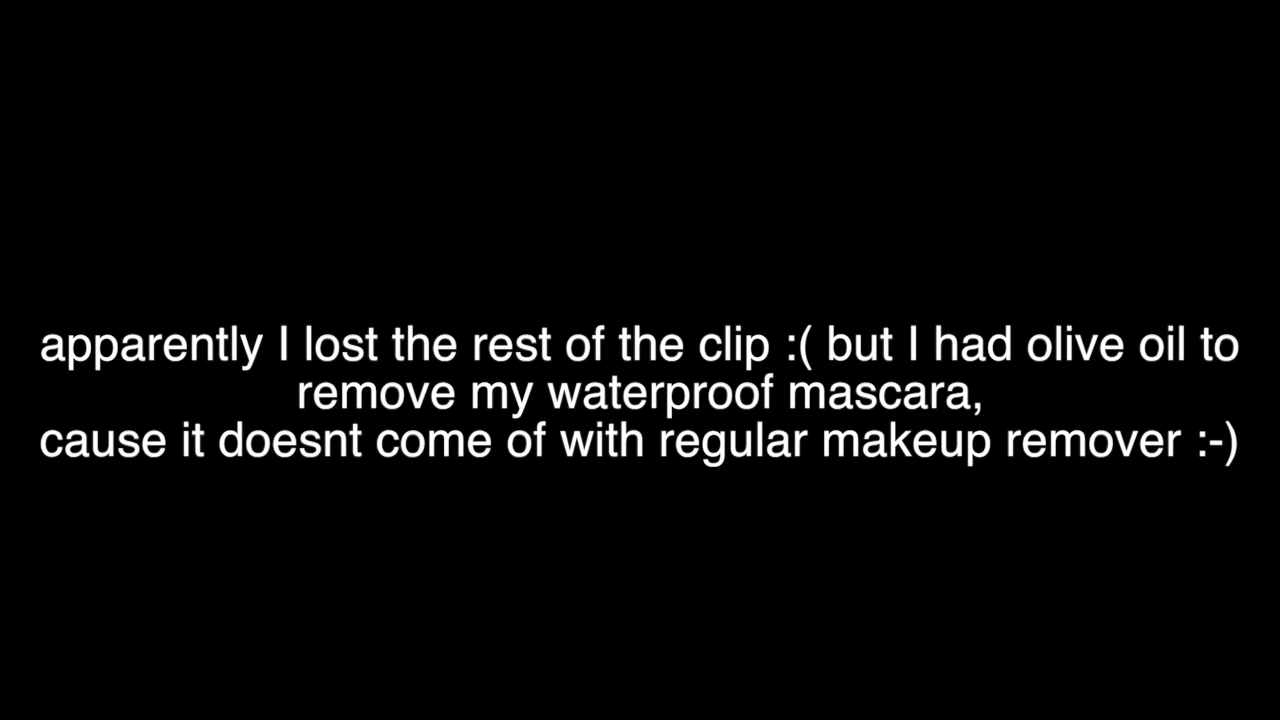 apparently I lost the rest of the clip :( but I had olive oil to
remove my waterproof mascara,
cause it doesnt come of with regular makeup remover :-)